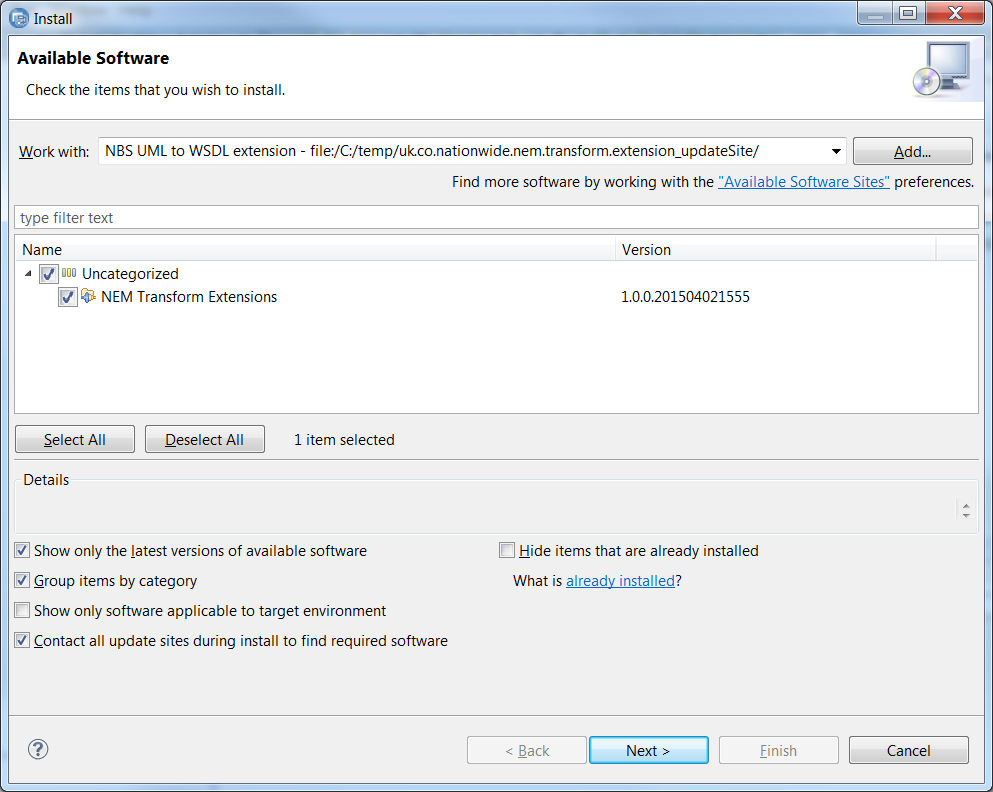 Install
Available Software
Check the items that you wish to install.
Work with: NBS UML to WSDL extension - file:/C:/temp/uk.co.nationwide.nem.transform.extension_updateSite/ Add...
Find more software by working with the "Available Software Sites" preferences.
type filter text
Name Version
Uncategorized
NEM Transform Extensions 1.0.0.201504021555
Select All Deselect All 1 item selected
Details
Show only the latest versions of available software Hide items that are already installed
Group items by category What is already installed?
Show only software applicable to target environment
Contact all update sites during install to find required software
? < Back Next > Finish Cancel